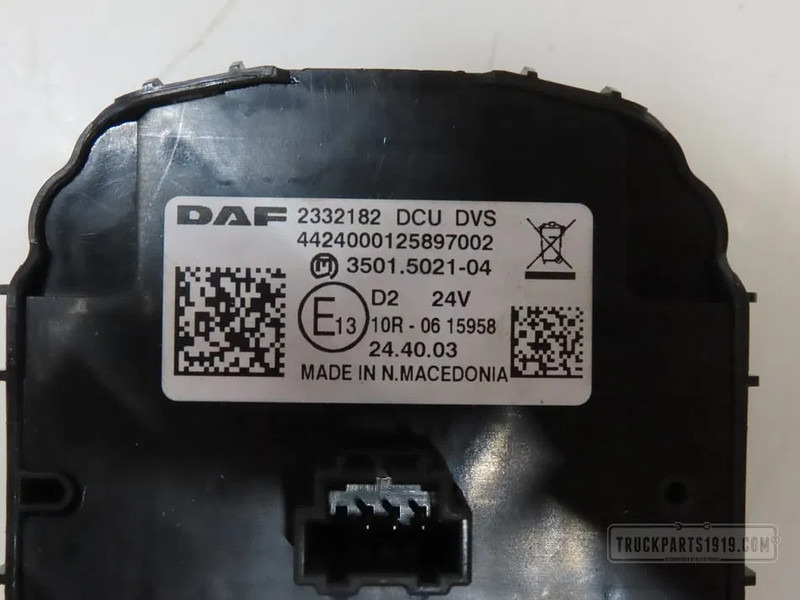 DAF 2332182 DCU DVS
4424000125897002
M 3501.5021-04
D2 24V
E13 10R - 06 15958
24.40.03
MADE IN N.MACEDONIA
TRUCKPARTS1919.COM